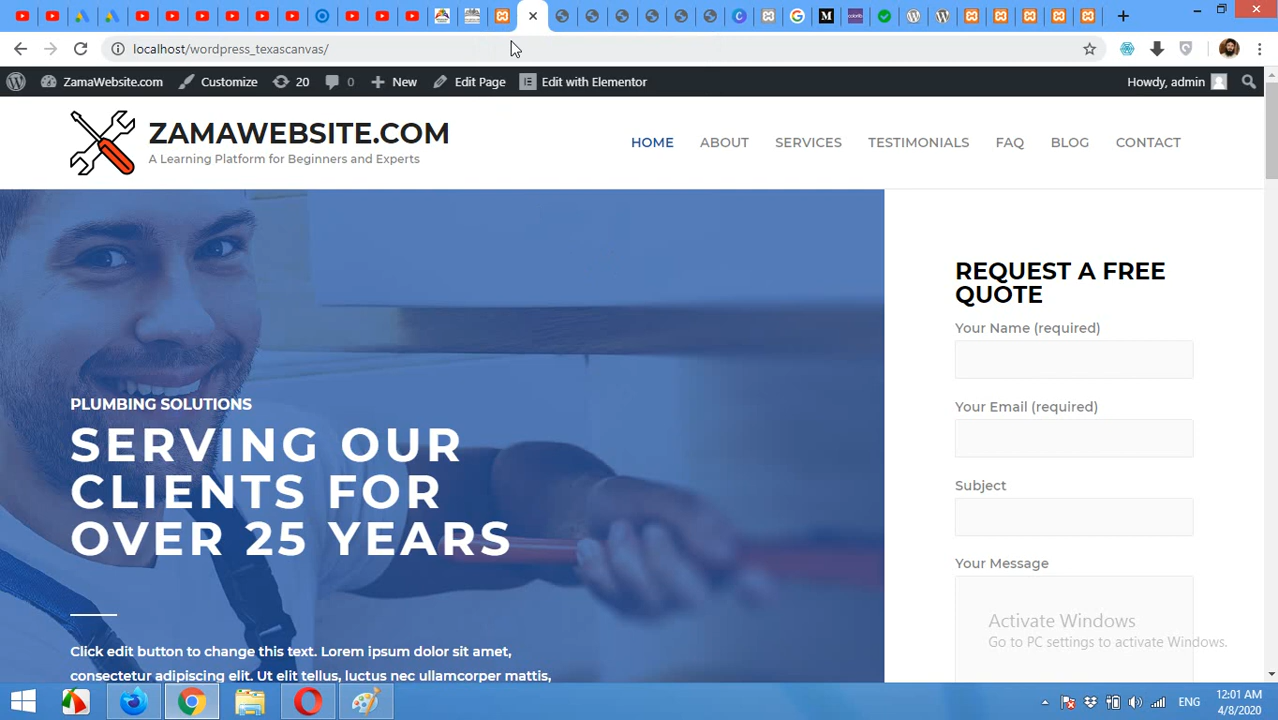 localhost/wordpress_texascanvas/
ZamaWebsite.com Customize 20 0 New Edit Page Edit with Elementor Howdy, admin
ZAMAWEBSITE.COM
A Learning Platform for Beginners and Experts
HOME ABOUT SERVICES TESTIMONIALS FAQ BLOG CONTACT
PLUMBING SOLUTIONS
SERVING OUR
CLIENTS FOR
OVER 25 YEARS
Click edit button to change this text. Lorem ipsum dolor sit amet,
consectetur adipiscing elit. Ut elit tellus, luctus nec ullamcorper mattis,
REQUEST A FREE
QUOTE
Your Name (required)
Your Email (required)
Subject
Your Message
Activate Windows
Go to PC settings to activate Windows.
ENG
12:01 AM
4/8/2020